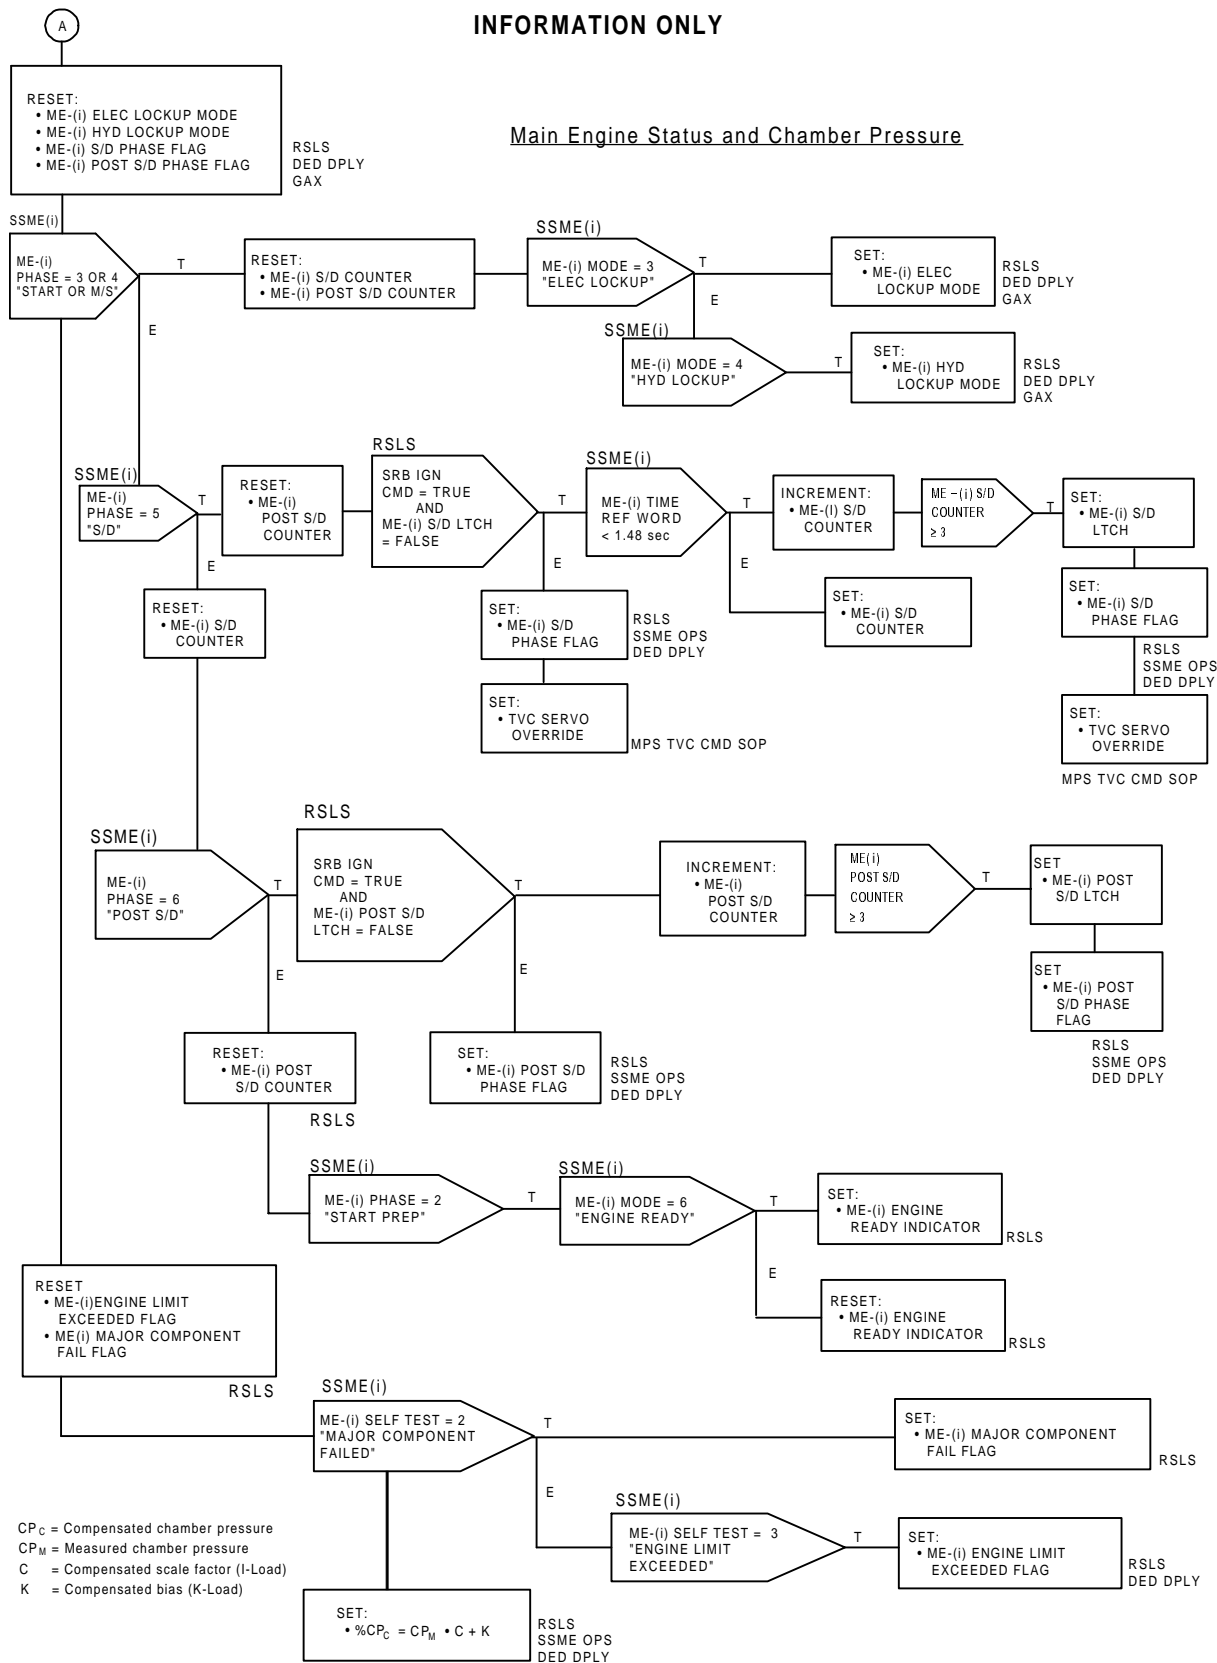 A
INFORMATION ONLY
RESET:
• ME-(i) ELEC LOCKUP MODE
• ME-(i) HYD LOCKUP MODE
• ME-(i) S/D PHASE FLAG
• ME-(i) POST S/D PHASE FLAG
RSLS
DED DPLY
GAX
Main Engine Status and Chamber Pressure
SSME(i)
ME-(i)
PHASE = 3 OR 4
"START OR M/S"
T
E
RESET:
• ME-(i) S/D COUNTER
• ME-(i) POST S/D COUNTER
SSME(i)
ME-(i) MODE = 3
"ELEC LOCKUP"
T
E
SET:
• ME-(i) ELEC
LOCKUP MODE
RSLS
DED DPLY
GAX
SSME(i)
ME-(i) MODE = 4
"HYD LOCKUP"
T
SET:
• ME-(i) HYD
LOCKUP MODE
RSLS
DED DPLY
GAX
SSME(i)
ME-(i)
PHASE = 5
"S/D"
T
E
RESET:
• ME-(i)
POST S/D
COUNTER
RSLS
SRB IGN
CMD = TRUE
AND
ME-(i) S/D LTCH
= FALSE
T
E
SSME(i)
ME-(i) TIME
REF WORD
< 1.48 sec
T
E
INCREMENT:
• ME-(I) S/D
COUNTER
ME -(i) S/D
COUNTER
≥ 3
T
SET:
• ME-(i) S/D
LTCH
RESET:
• ME-(i) S/D
COUNTER
SET:
• ME-(i) S/D
PHASE FLAG
RSLS
SSME OPS
DED DPLY
SET:
• ME-(i) S/D
COUNTER
SET:
• ME-(i) S/D
PHASE FLAG
RSLS
SSME OPS
DED DPLY
SET:
• TVC SERVO
OVERRIDE
MPS TVC CMD SOP
SET:
• TVC SERVO
OVERRIDE
MPS TVC CMD SOP
SSME(i)
ME-(i)
PHASE = 6
"POST S/D"
T
E
RSLS
SRB IGN
CMD = TRUE
AND
ME-(i) POST S/D
LTCH = FALSE
T
E
INCREMENT:
• ME-(i)
POST S/D
COUNTER
ME(i)
POST S/D
COUNTER
≥ 3
T
SET
• ME-(i) POST
S/D LTCH
SET
• ME-(i) POST
S/D PHASE
FLAG
RSLS
SSME OPS
DED DPLY
RESET:
• ME-(i) POST
S/D COUNTER
RSLS
SET:
• ME-(i) POST S/D
PHASE FLAG
RSLS
SSME OPS
DED DPLY
SSME(i)
ME-(i) PHASE = 2
"START PREP"
T
SSME(i)
ME-(i) MODE = 6
"ENGINE READY"
T
E
SET:
• ME-(i) ENGINE
READY INDICATOR
RSLS
RESET:
• ME-(i) ENGINE
READY INDICATOR
RSLS
RESET
• ME-(i)ENGINE LIMIT
EXCEEDED FLAG
• ME(i) MAJOR COMPONENT
FAIL FLAG
RSLS
SSME(i)
ME-(i) SELF TEST = 2
"MAJOR COMPONENT
FAILED"
T
E
SET:
• ME-(i) MAJOR COMPONENT
FAIL FLAG
RSLS
SSME(i)
ME-(i) SELF TEST = 3
"ENGINE LIMIT
EXCEEDED"
T
SET:
• ME-(i) ENGINE LIMIT
EXCEEDED FLAG
RSLS
DED DPLY
CPC = Compensated chamber pressure
CPM = Measured chamber pressure
C = Compensated scale factor (I-Load)
K = Compensated bias (K-Load)
SET:
• %CPC = CPM • C + K
RSLS
SSME OPS
DED DPLY